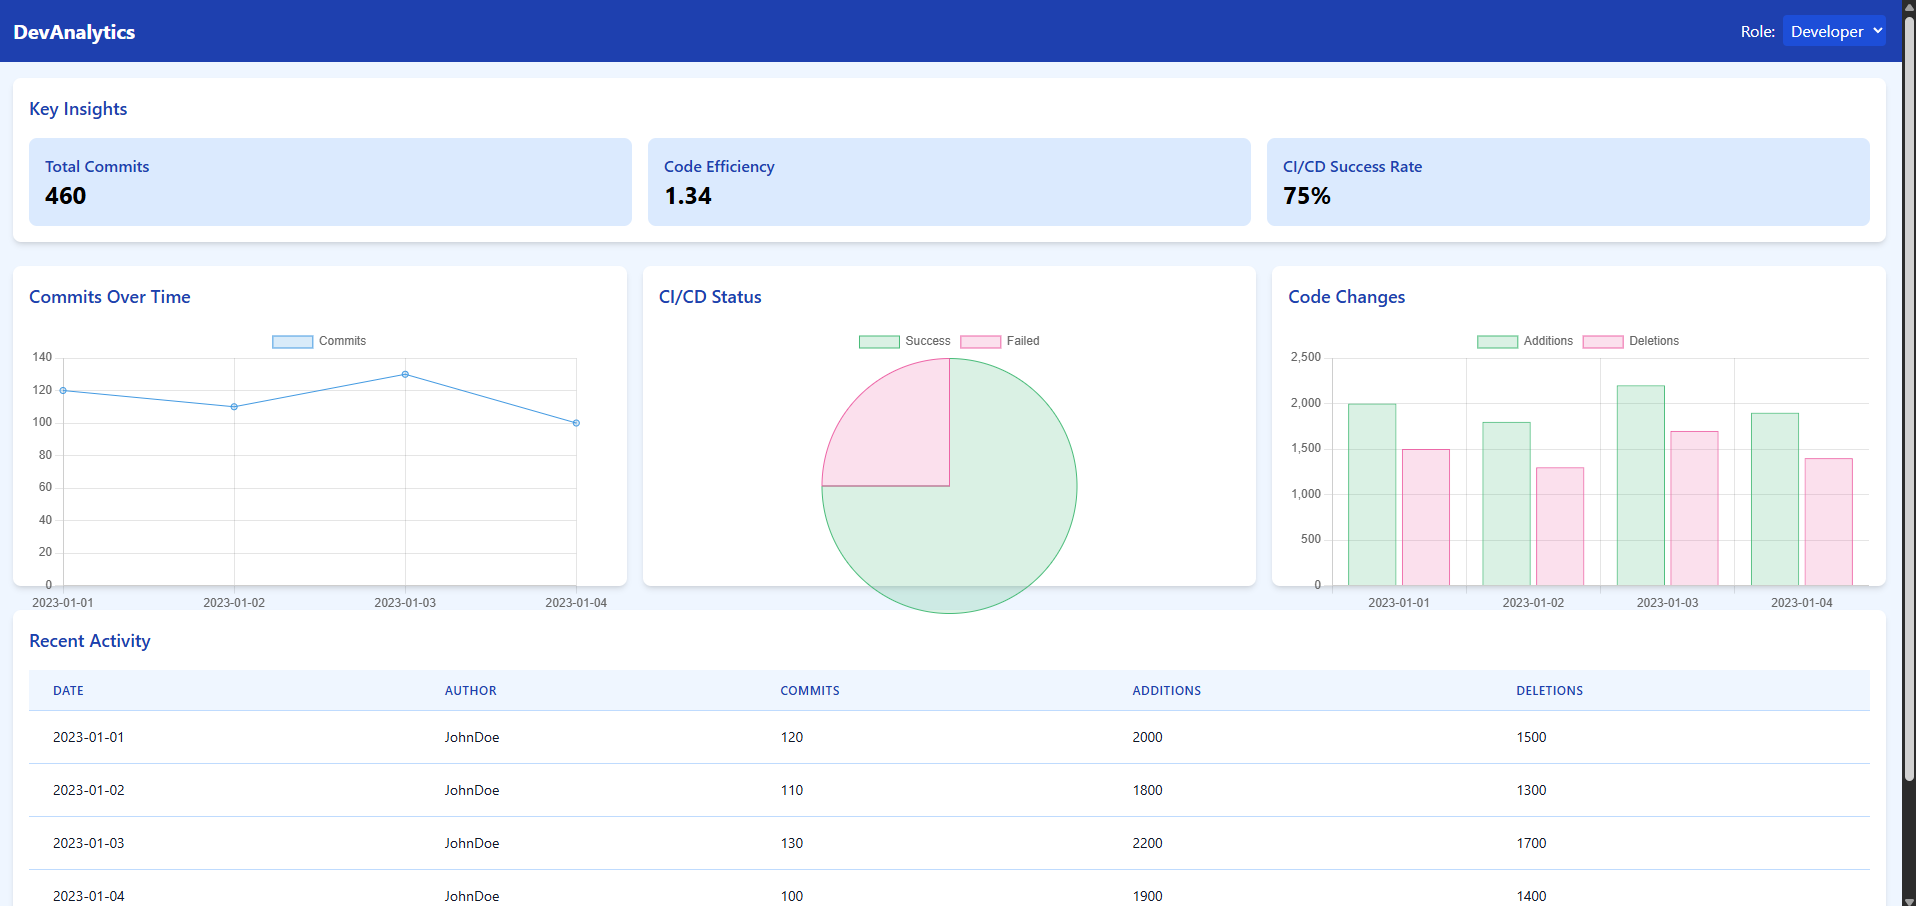 DevAnalytics
Role: Developer
Key Insights
Total Commits
460
Code Efficiency
1.34
CI/CD Success Rate
75%
Commits Over Time
Commits
140
120
100
80
60
40
20
0
2023-01-01 2023-01-02 2023-01-03 2023-01-04
CI/CD Status
Success Failed
Code Changes
Additions Deletions
2,500
2,000
1,500
1,000
500
0
2023-01-01 2023-01-02 2023-01-03 2023-01-04
Recent Activity
DATE AUTHOR COMMITS ADDITIONS DELETIONS
2023-01-01 JohnDoe 120 2000 1500
2023-01-02 JohnDoe 110 1800 1300
2023-01-03 JohnDoe 130 2200 1700
2023-01-04 JohnDoe 100 1900 1400